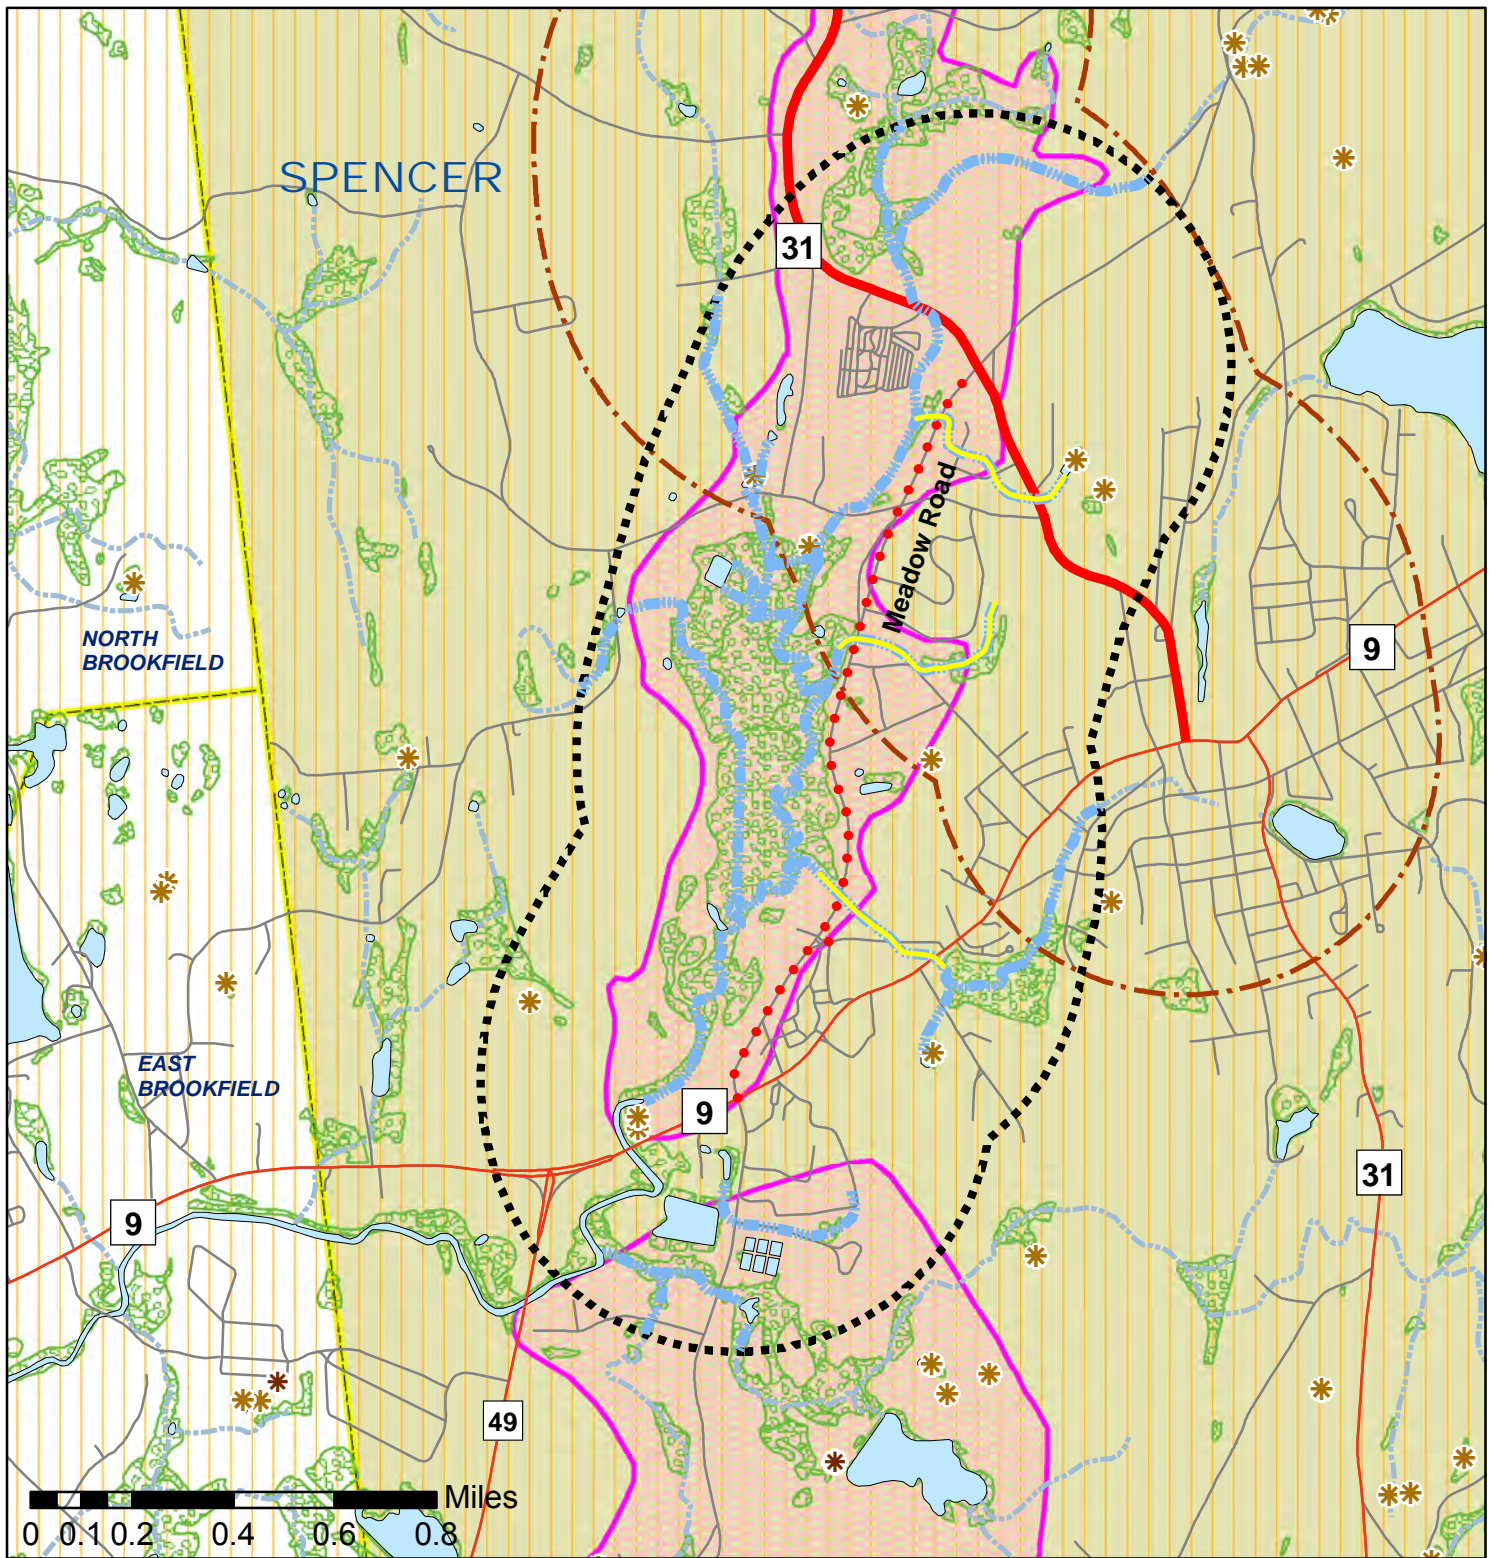 SPENCER
31
Meadow Road
NORTH
BROOKFIELD
9
EAST
BROOKFIELD
9
31
9
49
Miles
0 0.1 0.2 0.4 0.6 0.8